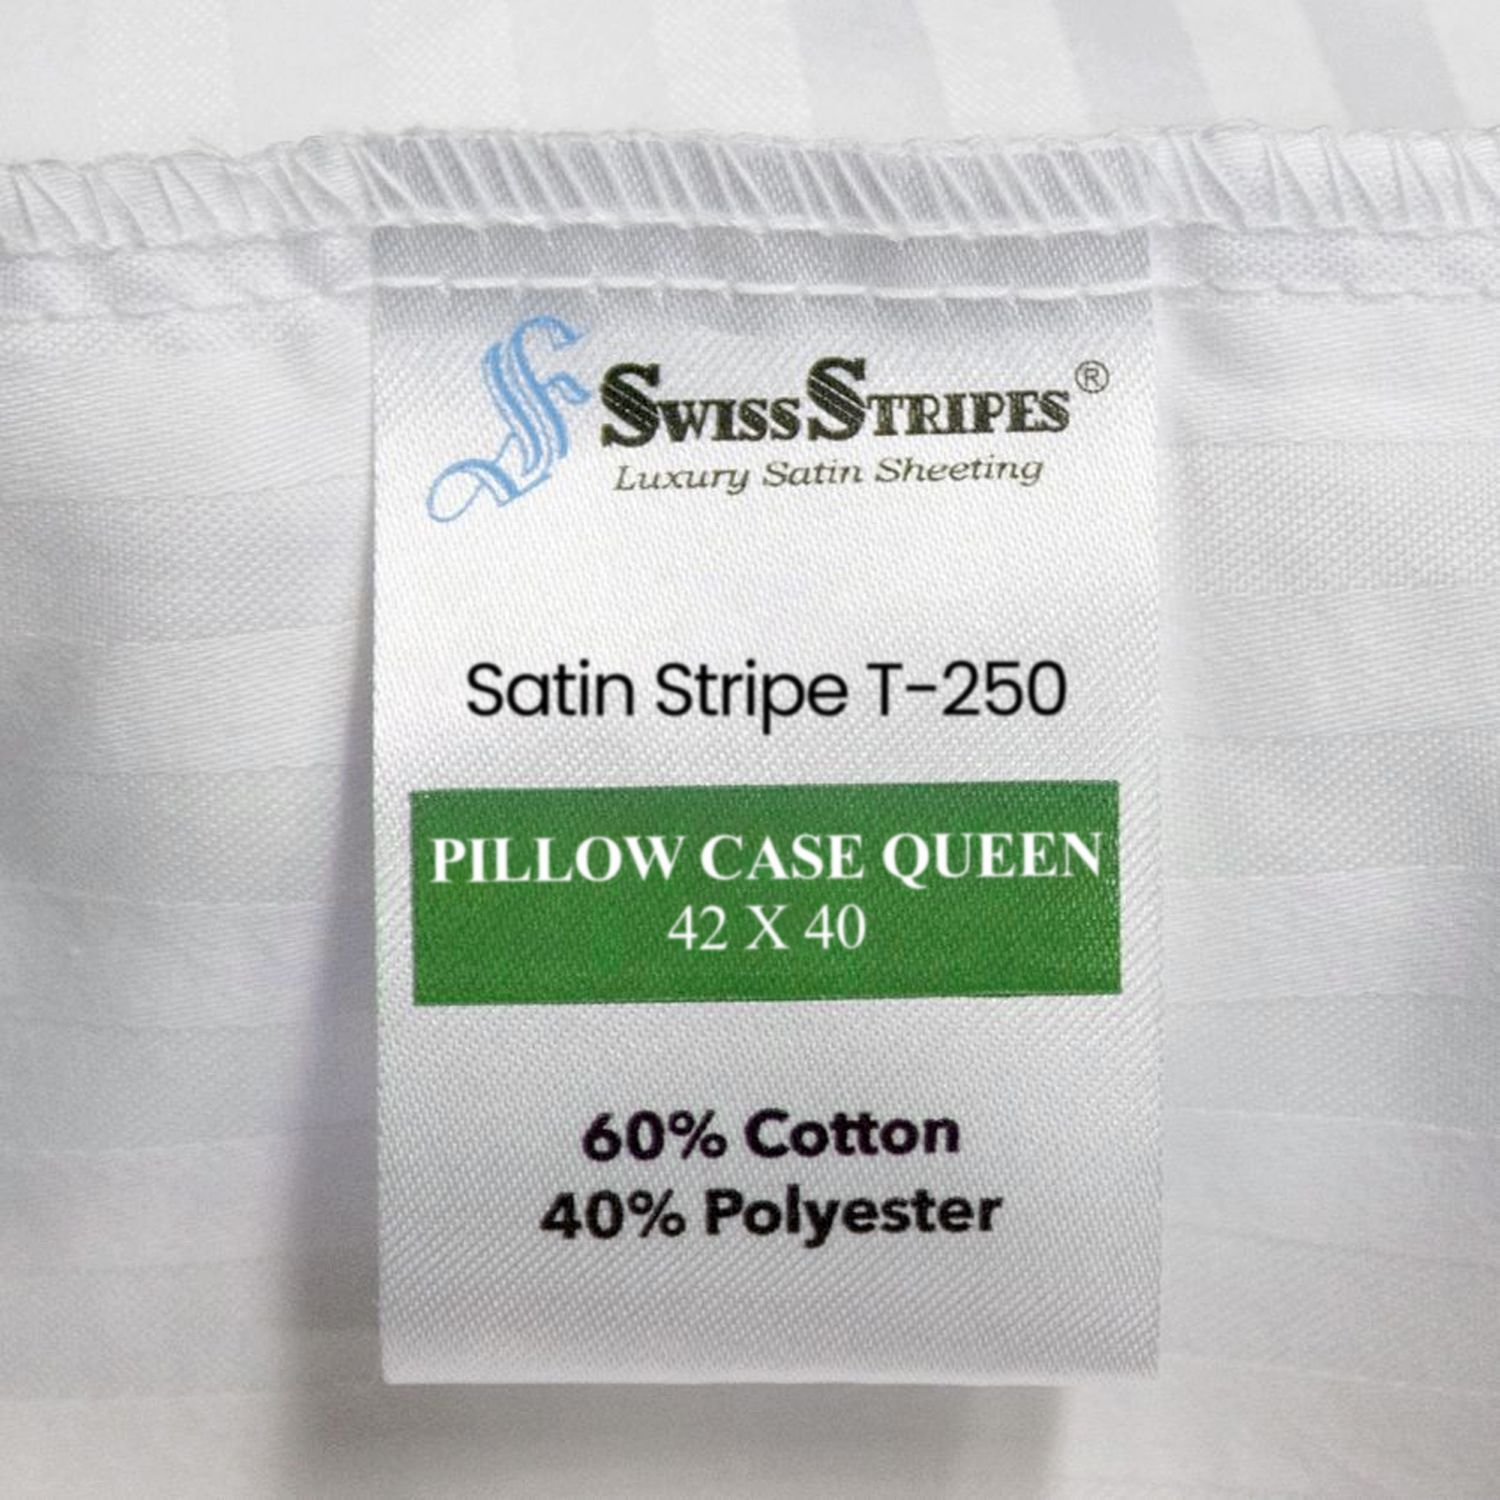 SWISSSTRIPES®
Luxury Satin Sheeting
Satin Stripe T-250
PILLOW CASE QUEEN
42 X 40
60% Cotton
40% Polyester